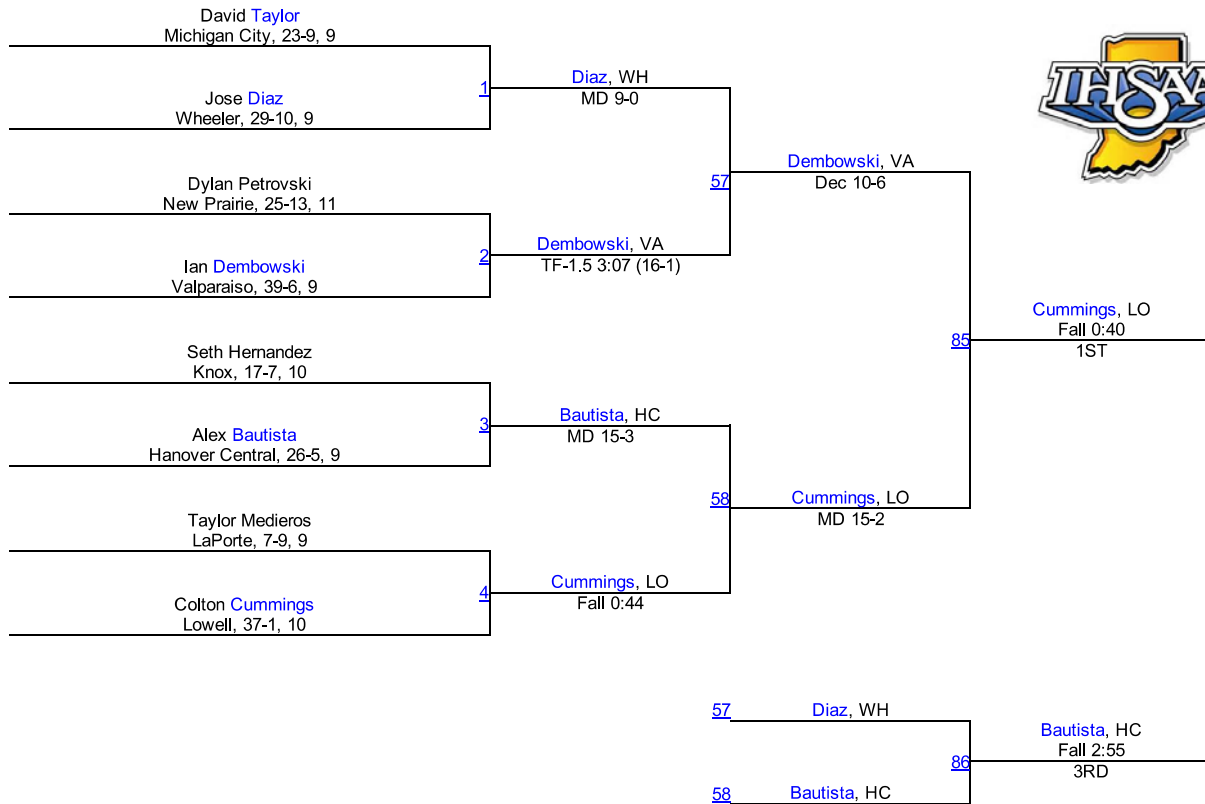 David Taylor
Michigan City, 23-9, 9
1
Jose Diaz
Wheeler, 29-10, 9
Diaz, WH
MD 9-0
Dylan Petrovski
New Prairie, 25-13, 11
2
Ian Dembowski
Valparaiso, 39-6, 9
Dembowski, VA
TF-1.5 3:07 (16-1)
57
Dembowski, VA
Dec 10-6
Seth Hernandez
Knox, 17-7, 10
3
Alex Bautista
Hanover Central, 26-5, 9
Bautista, HC
MD 15-3
Taylor Medieros
LaPorte, 7-9, 9
4
Colton Cummings
Lowell, 37-1, 10
Cummings, LO
Fall 0:44
58
Cummings, LO
MD 15-2
85
Cummings, LO
Fall 0:40
1ST
57
Diaz, WH
58
Bautista, HC
86
Bautista, HC
Fall 2:55
3RD
IHSAA